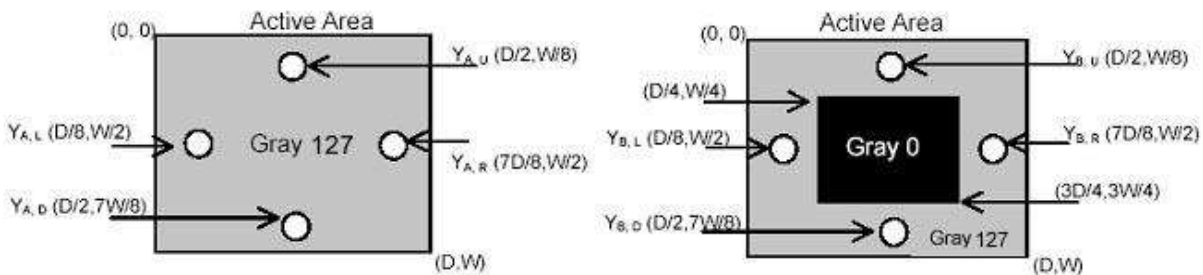 Active Area
(0, 0)
Y_A,U (D/2,W/8)
Y_A,L (D/8,W/2)
Gray 127
Y_A,R (7D/8,W/2)
Y_A,D (D/2,7W/8)
(D,W)
Active Area
(0, 0)
Y_B,U (D/2,W/8)
(D/4,W/4)
Y_B,L (D/8,W/2)
Gray 0
Y_B,R (7D/8,W/2)
(3D/4,3W/4)
Y_B,D (D/2,7W/8)
Gray 127
(D,W)